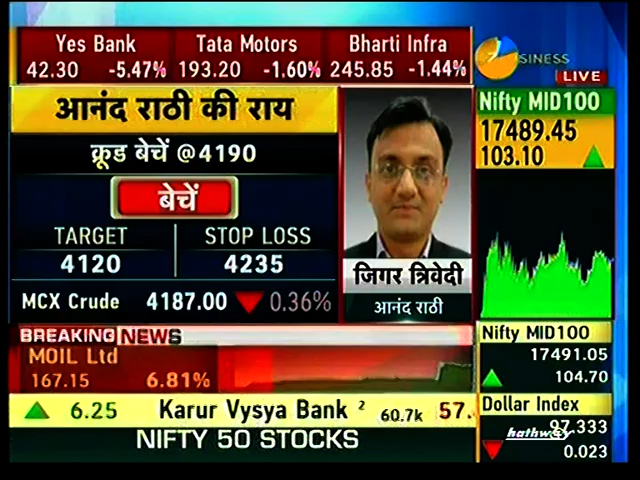 Yes Bank Tata Motors Bharti Infra
42.30 -5.47% 193.20 -1.60% 245.85 -1.44%
SINESS
LIVE
आनंद राठी की राय
क्रूड बेचें @4190
बेचें
TARGET STOP LOSS
4120 4235
MCX Crude 4187.00 0.36%
जिगर त्रिवेदी
आनंद राठी
Nifty MID100
17489.45
103.10
BREAKING NEWS
MOIL Ltd
167.15 6.81%
Nifty MID100
17491.05
104.70
6.25 Karur Vysya Bank 2 60.7k 57.
NIFTY 50 STOCKS
Dollar Index
97.333
hathway
0.023